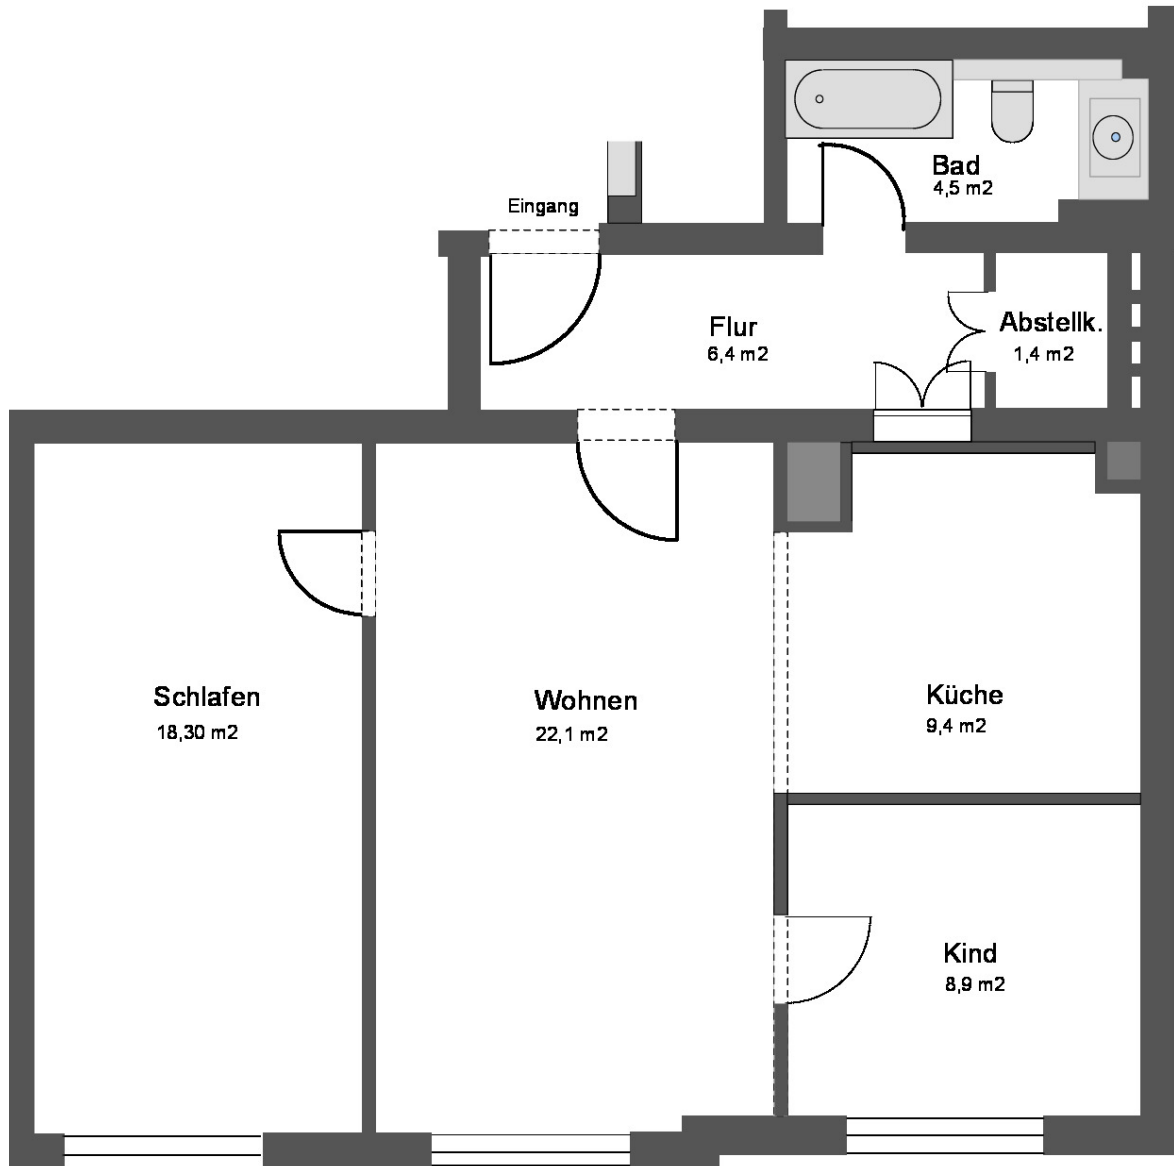 Bad
4,5 m2
Eingang
Flur
6,4 m2
Abstellk.
1,4 m2
Schlafen
18,30 m2
Wohnen
22,1 m2
Küche
9,4 m2
Kind
8,9 m2